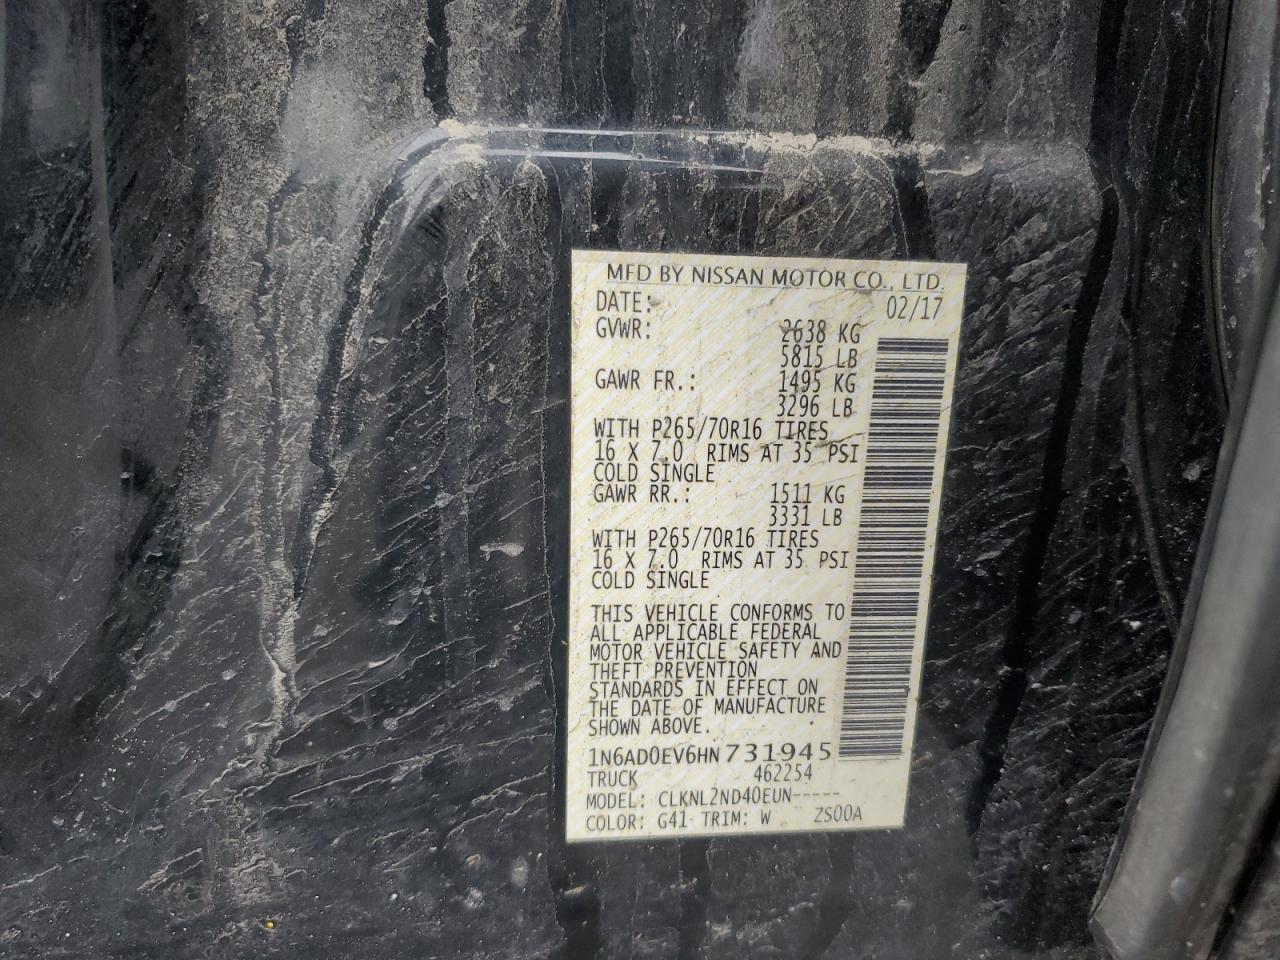 MFD BY NISSAN MOTOR CO., LTD.
DATE: 02/17
GVWR: 2638 KG
5815 LB
GAWR FR.: 1495 KG
3296 LB
WITH P265/70R16 TIRES
16 X 7.0 RIMS AT 35 PSI
COLD SINGLE
GAWR RR.: 1511 KG
3331 LB
WITH P265/70R16 TIRES
16 X 7.0 RIMS AT 35 PSI
COLD SINGLE
THIS VEHICLE CONFORMS TO
ALL APPLICABLE FEDERAL
MOTOR VEHICLE SAFETY AND
THEFT PREVENTION
STANDARDS IN EFFECT ON
THE DATE OF MANUFACTURE
SHOWN ABOVE.
1N6AD0EV6HN731945
TRUCK 462254
MODEL: CLKNL2ND40EUN-----
COLOR: G41 TRIM: W ZS00A